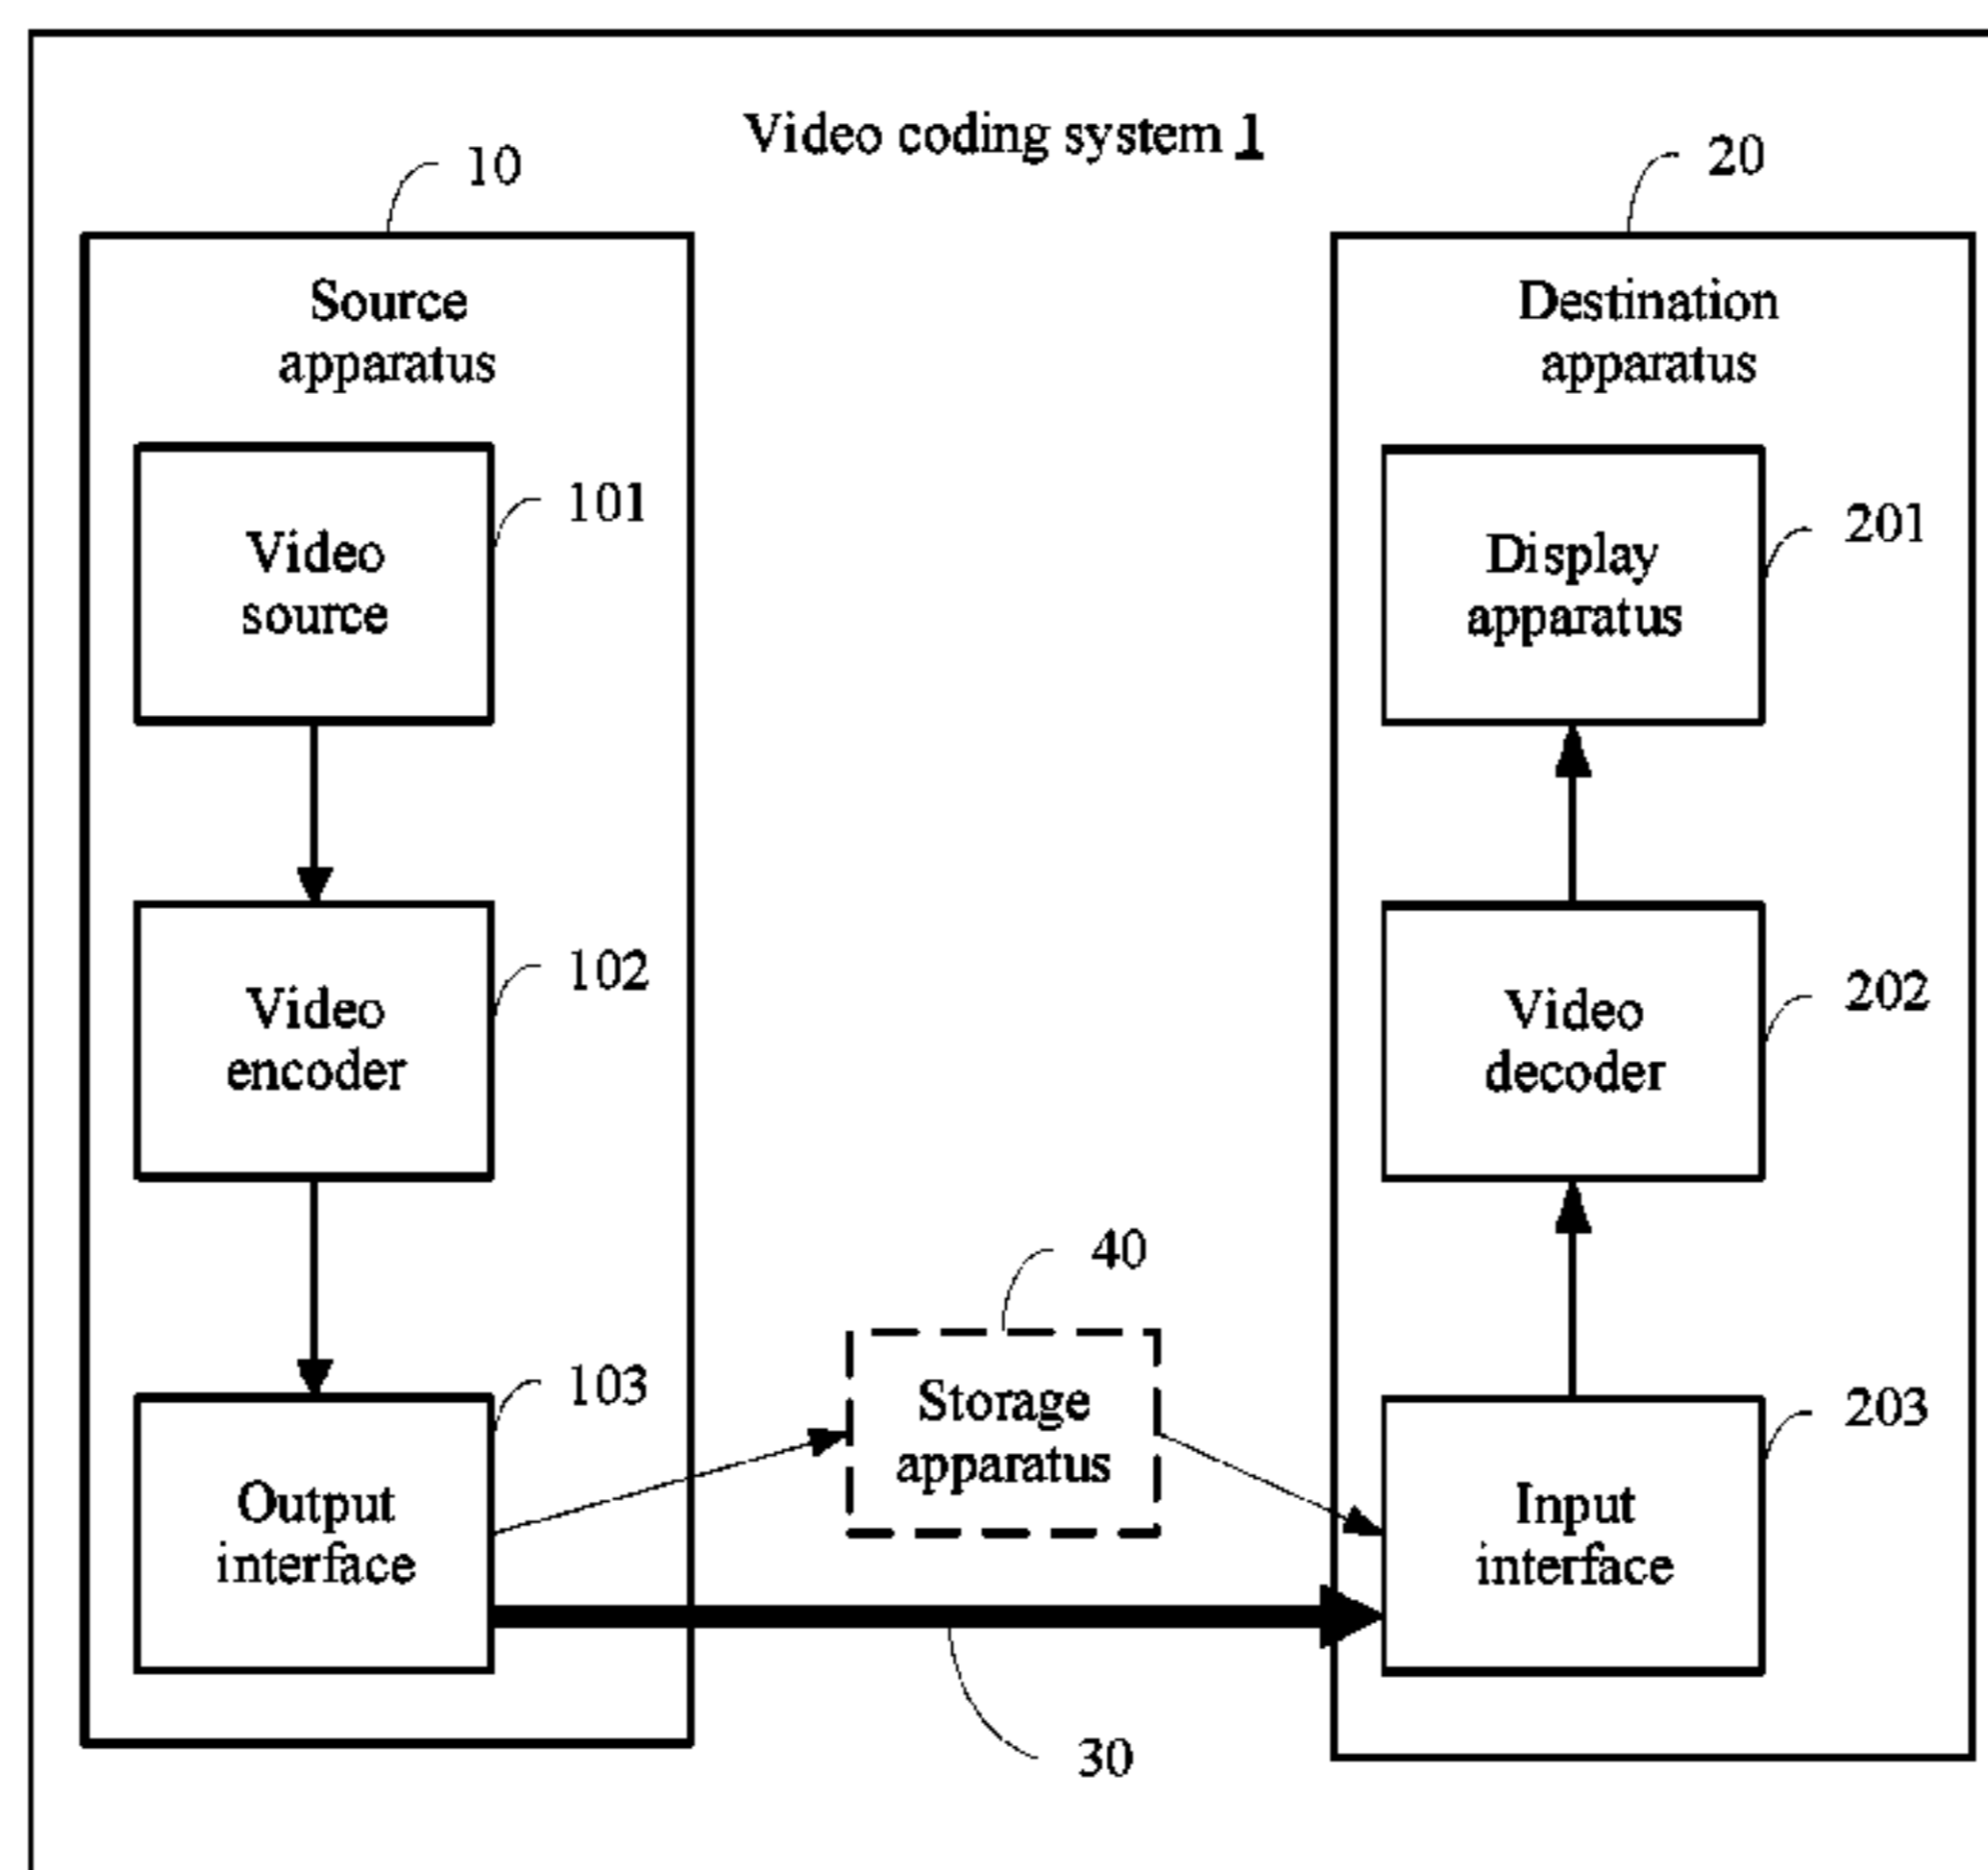 Video coding system 1
10
20
Source
apparatus
Destination
apparatus
101
Video
source
201
Display
apparatus
102
Video
encoder
202
Video
decoder
40
103
Storage
apparatus
203
Output
interface
Input
interface
30